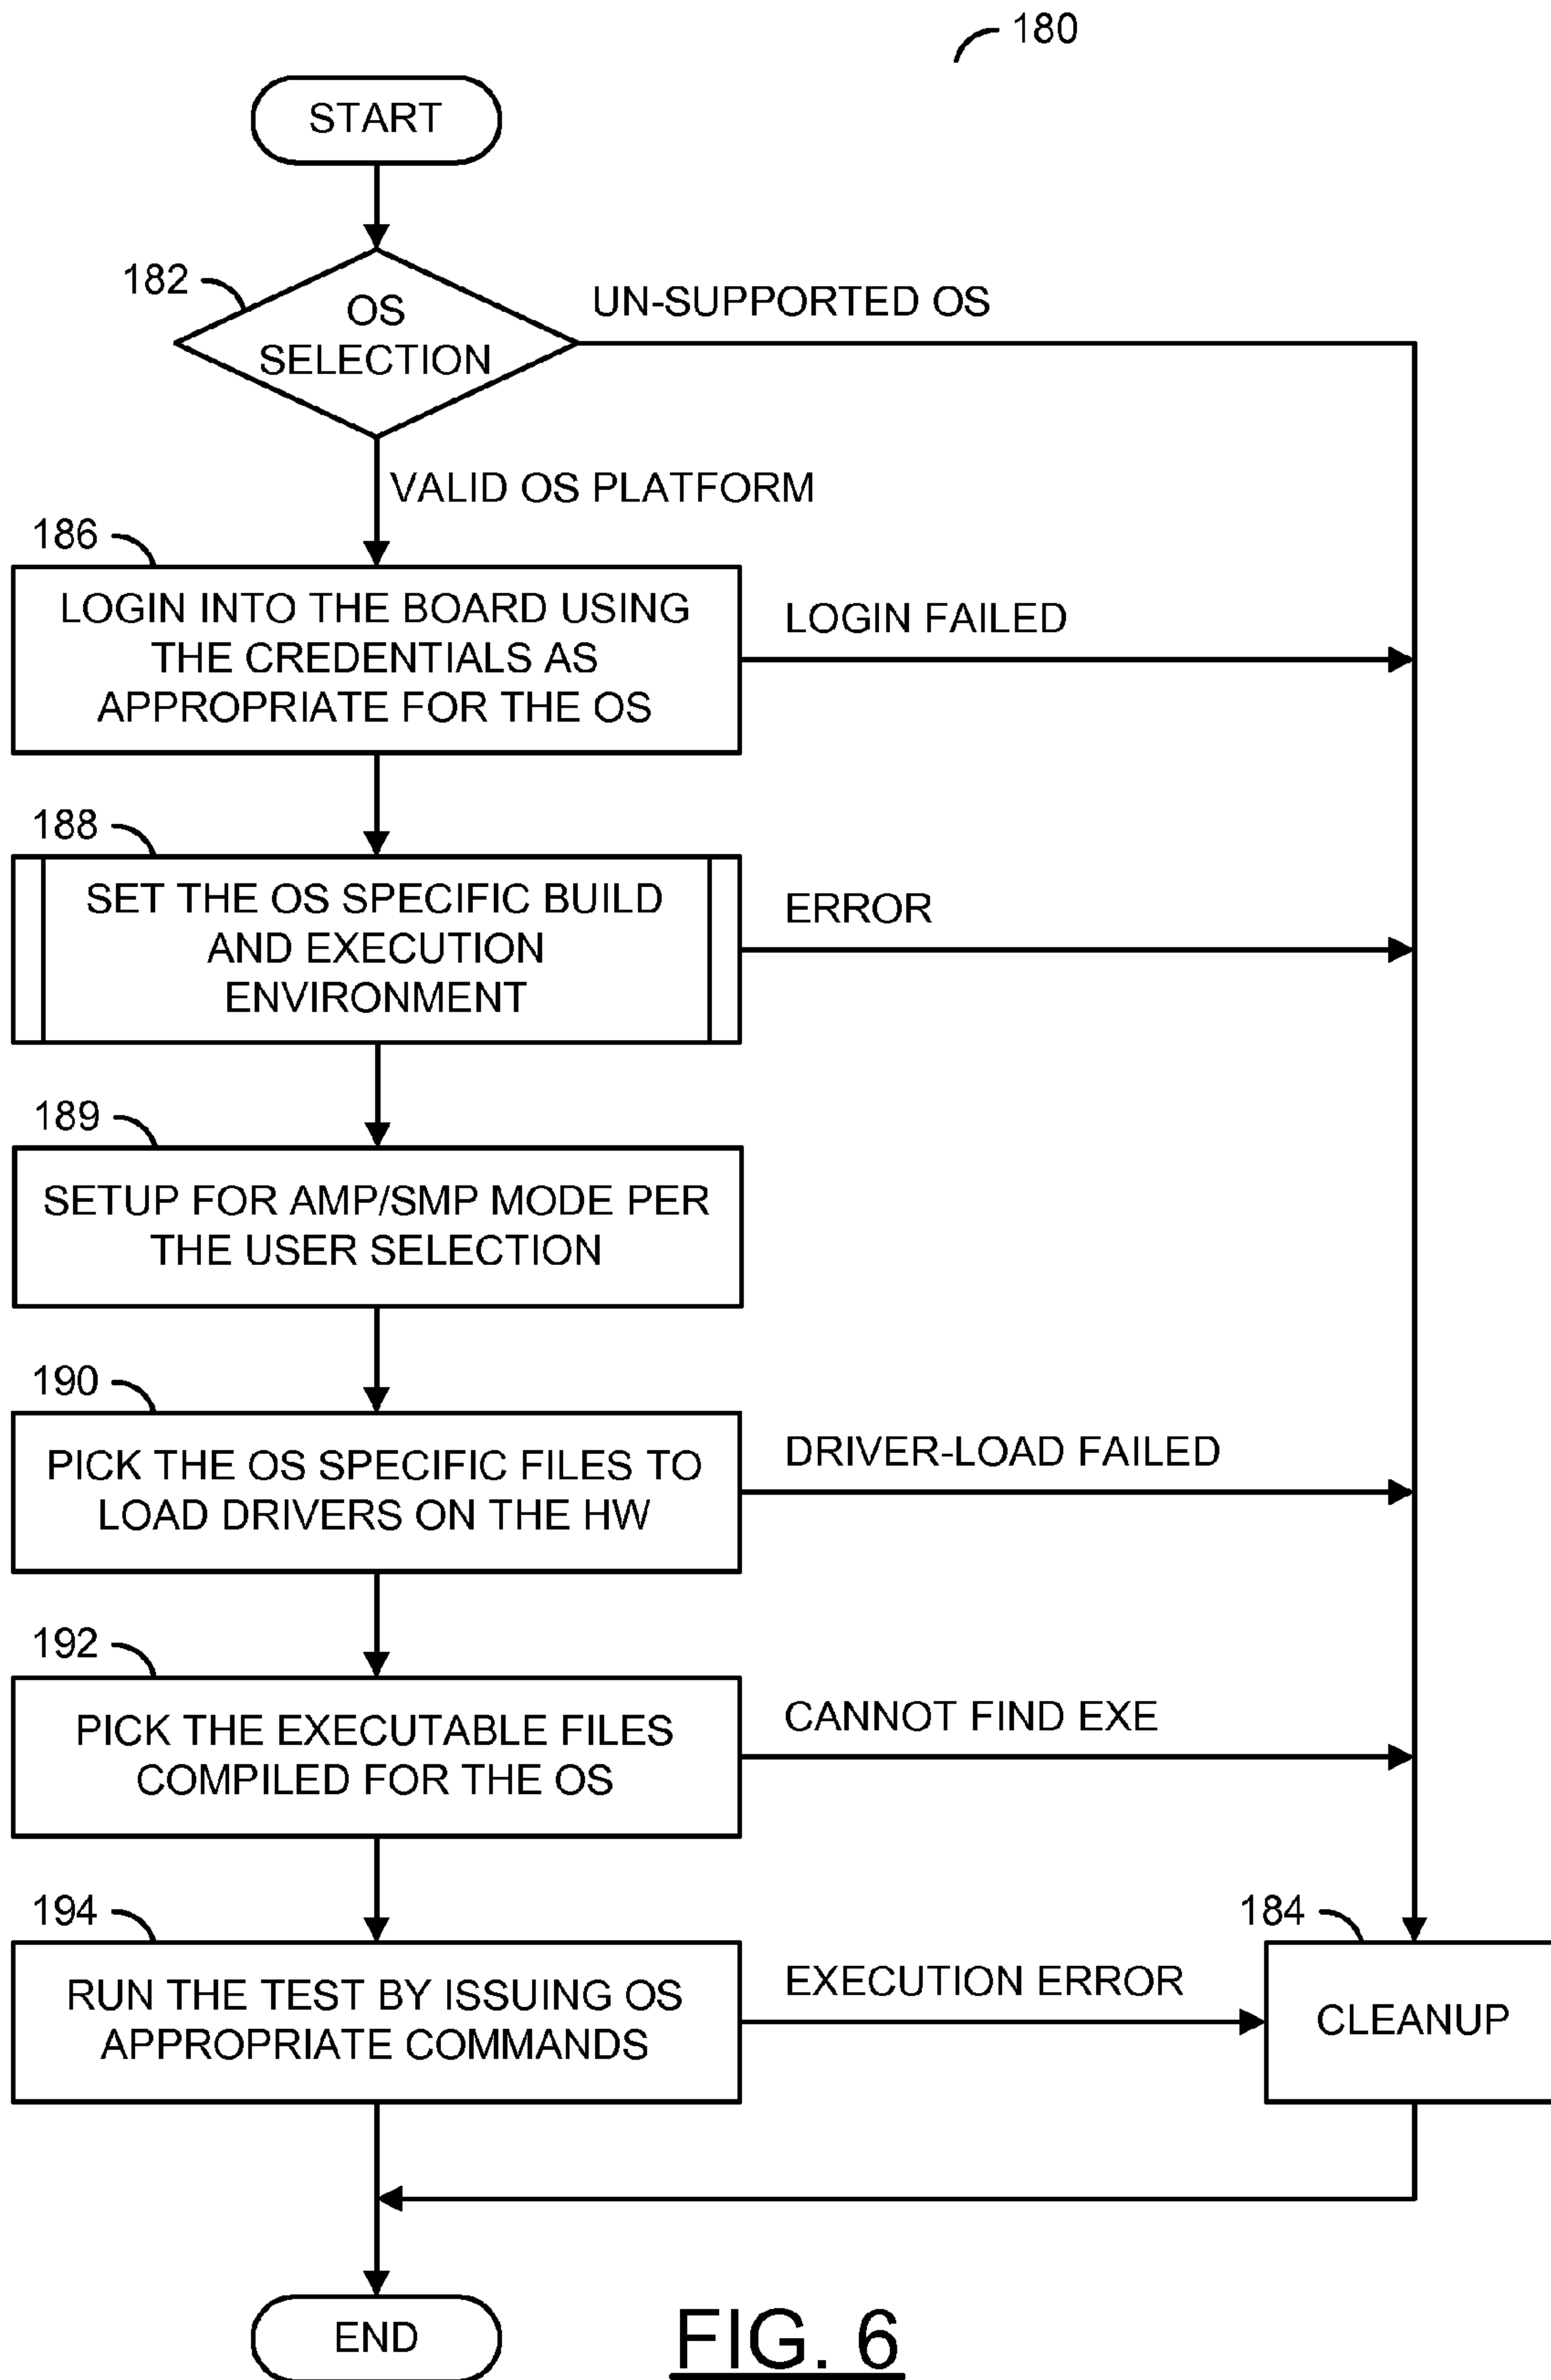 180
START
182
OS
SELECTION
UN-SUPPORTED OS
VALID OS PLATFORM
186
LOGIN INTO THE BOARD USING
THE CREDENTIALS AS
APPROPRIATE FOR THE OS
LOGIN FAILED
188
SET THE OS SPECIFIC BUILD
AND EXECUTION
ENVIRONMENT
ERROR
189
SETUP FOR AMP/SMP MODE PER
THE USER SELECTION
190
PICK THE OS SPECIFIC FILES TO
LOAD DRIVERS ON THE HW
DRIVER-LOAD FAILED
192
PICK THE EXECUTABLE FILES
COMPILED FOR THE OS
CANNOT FIND EXE
194
RUN THE TEST BY ISSUING OS
APPROPRIATE COMMANDS
EXECUTION ERROR
184
CLEANUP
END
FIG. 6